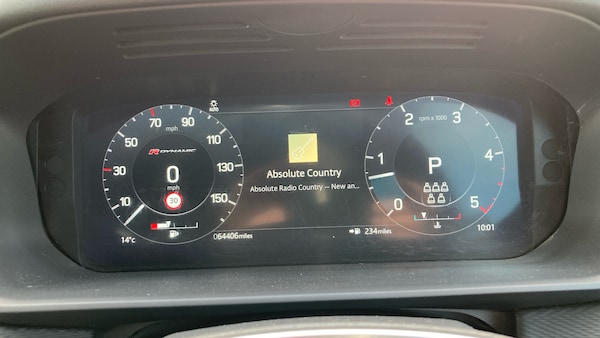 AUTO
10
30
50
70
90
110
130
150
mph
R-DYNAMIC
0
mph
30
14°C
064406miles
Absolute Country
Absolute Radio Country -- New an...
234miles
0
1
2
3
4
5
rpm x 1000
P
10:01